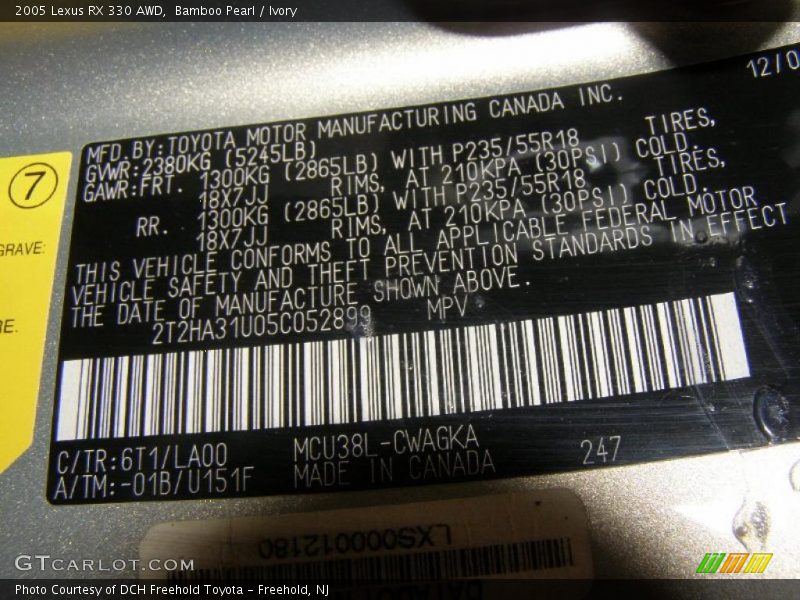 2005 Lexus RX 330 AWD, Bamboo Pearl / Ivory
12/0
MFD. BY: TOYOTA MOTOR MANUFACTURING CANADA INC.
GVWR: 2380KG (5245LB)
GAWR: FRT. 1300KG (2865LB) WITH P235/55R18 TIRES,
18X7JJ RIMS, AT 210KPA (30PSI) COLD.
RR. 1300KG (2865LB) WITH P235/55R18 TIRES,
18X7JJ RIMS, AT 210KPA (30PSI) COLD.
THIS VEHICLE CONFORMS TO ALL APPLICABLE FEDERAL MOTOR
VEHICLE SAFETY AND THEFT PREVENTION STANDARDS IN EFFECT
THE DATE OF MANUFACTURE SHOWN ABOVE.
2T2HA31U05C052899 MPV
C/TR: 6T1/LA00 MCU38L-CWAGKA 247
A/TM: -01B/U151F MADE IN CANADA
7
GRAVE:
RE.
LXS000012180
GTCARLOT.COM
Photo Courtesy of DCH Freehold Toyota - Freehold, NJ